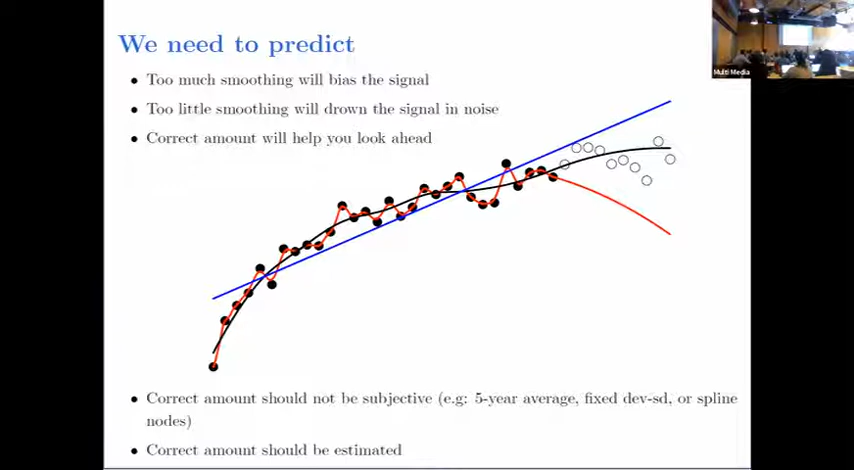 We need to predict
Too much smoothing will bias the signal
Too little smoothing will drown the signal in noise
Correct amount will help you look ahead
Correct amount should not be subjective (e.g: 5-year average, fixed dev-sd, or spline
nodes)
Correct amount should be estimated
Multi Media